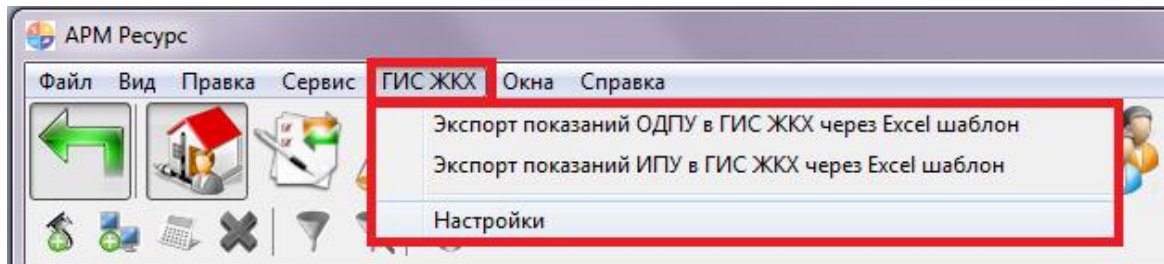 АРМ Ресурс
Файл Вид Правка Сервис ГИС ЖКХ Окна Справка
Экспорт показаний ОДПУ в ГИС ЖКХ через Excel шаблон
Экспорт показаний ИПУ в ГИС ЖКХ через Excel шаблон
Настройки